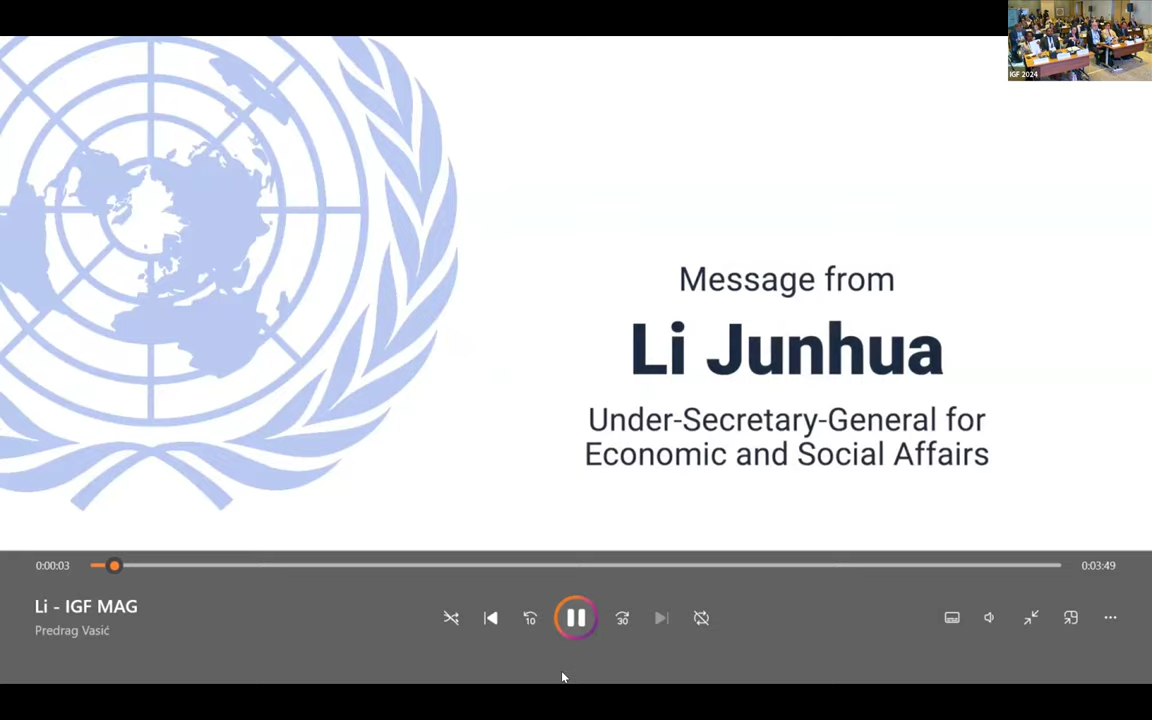 IGF 2024
Message from
Li Junhua
Under-Secretary-General for
Economic and Social Affairs
0:00:03
0:03:49
Li - IGF MAG
Predrag Vasić
10
30